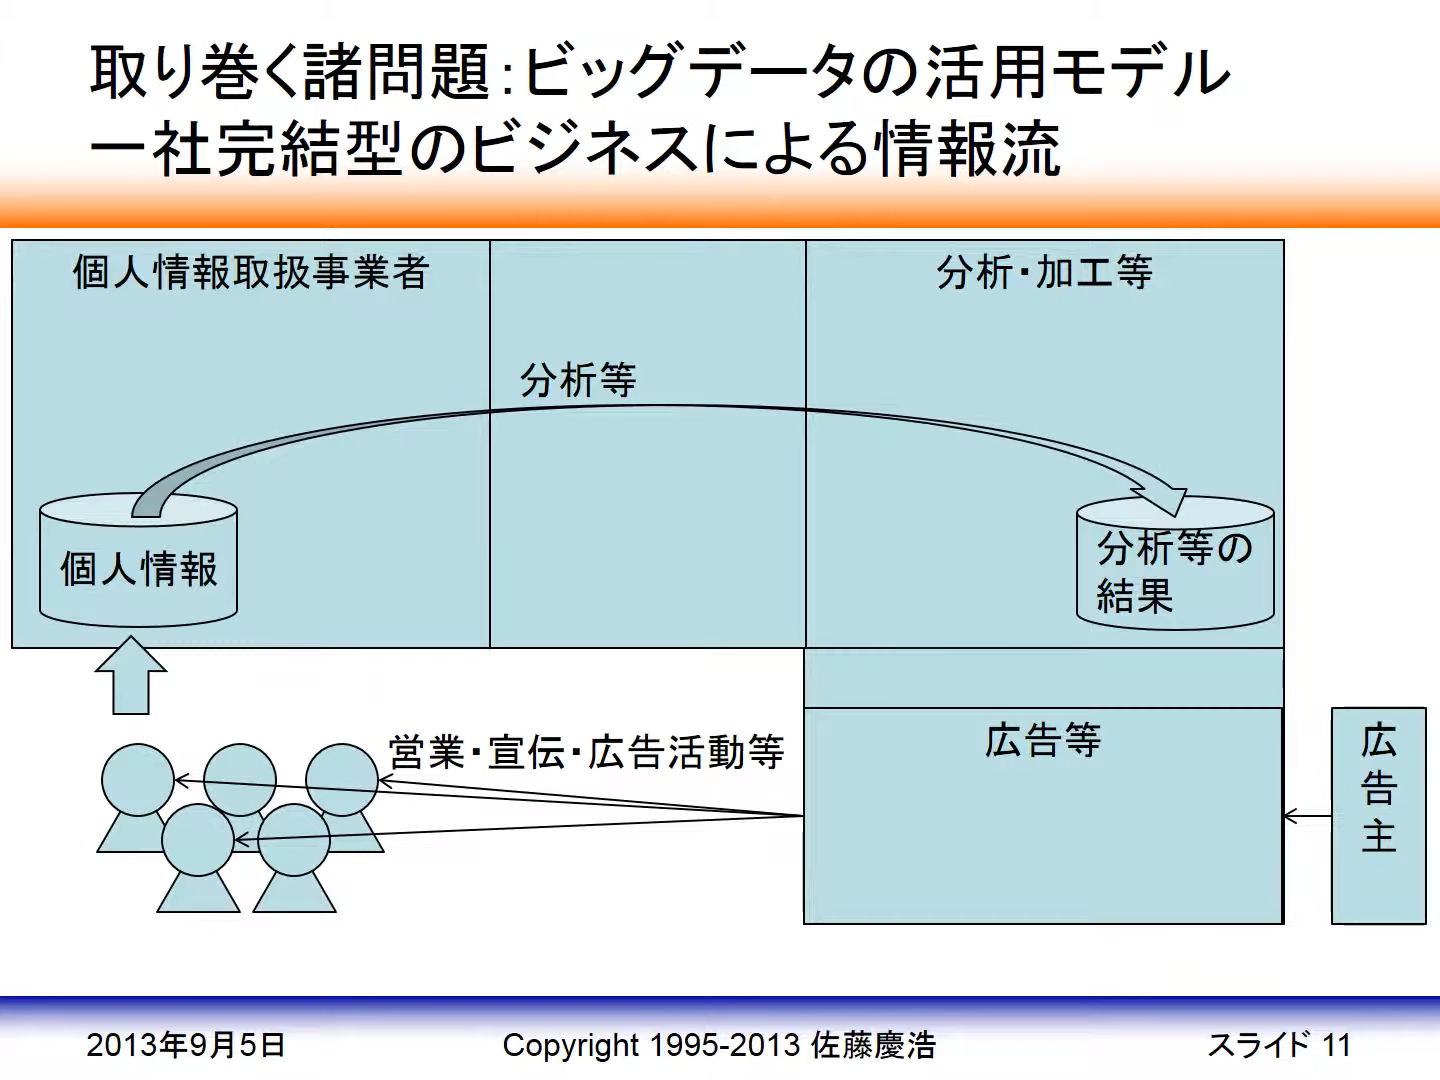 取り巻く諸問題：ビッグデータの活用モデル
一社完結型のビジネスによる情報流
個人情報取扱事業者
分析・加工等
分析等
個人情報
分析等の
結果
営業・宣伝・広告活動等
広告等
広
告
主
2013年9月5日
Copyright 1995-2013 佐藤慶浩
スライド 11